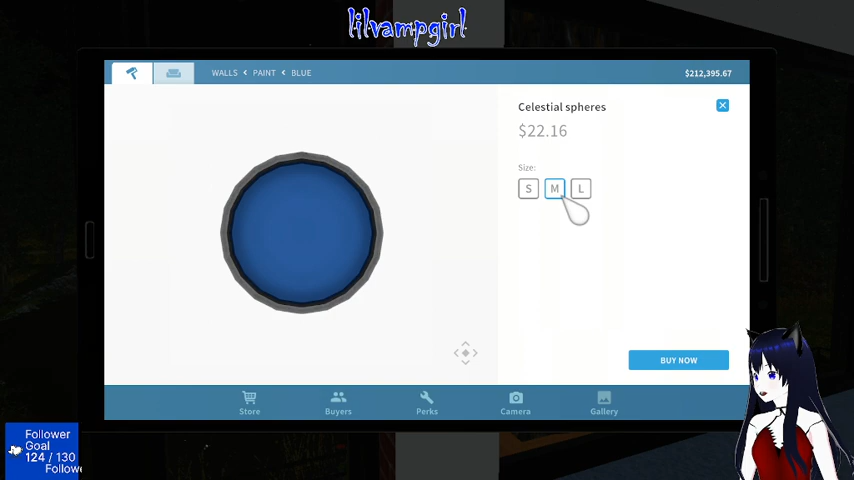 lilvampgirl
WALLS < PAINT < BLUE
$212,395.67
Celestial spheres
$22.16
Size:
S M L
BUY NOW
Store
Buyers
Perks
Camera
Gallery
Follower
Goal
124 / 130
Followe